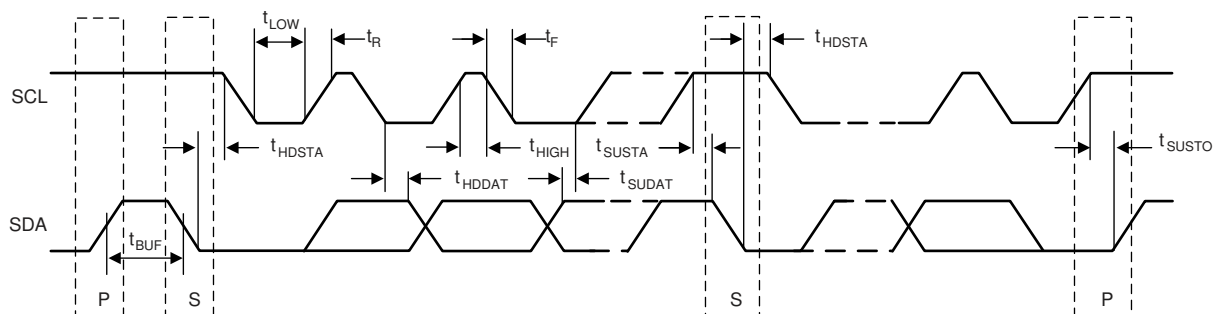 tLOW
tR
tF
tHDSTA
SCL
tHDSTA
tHIGH
tSUSTA
tSUSTO
tHDDAT
tSUDAT
SDA
tBUF
P
S
S
P